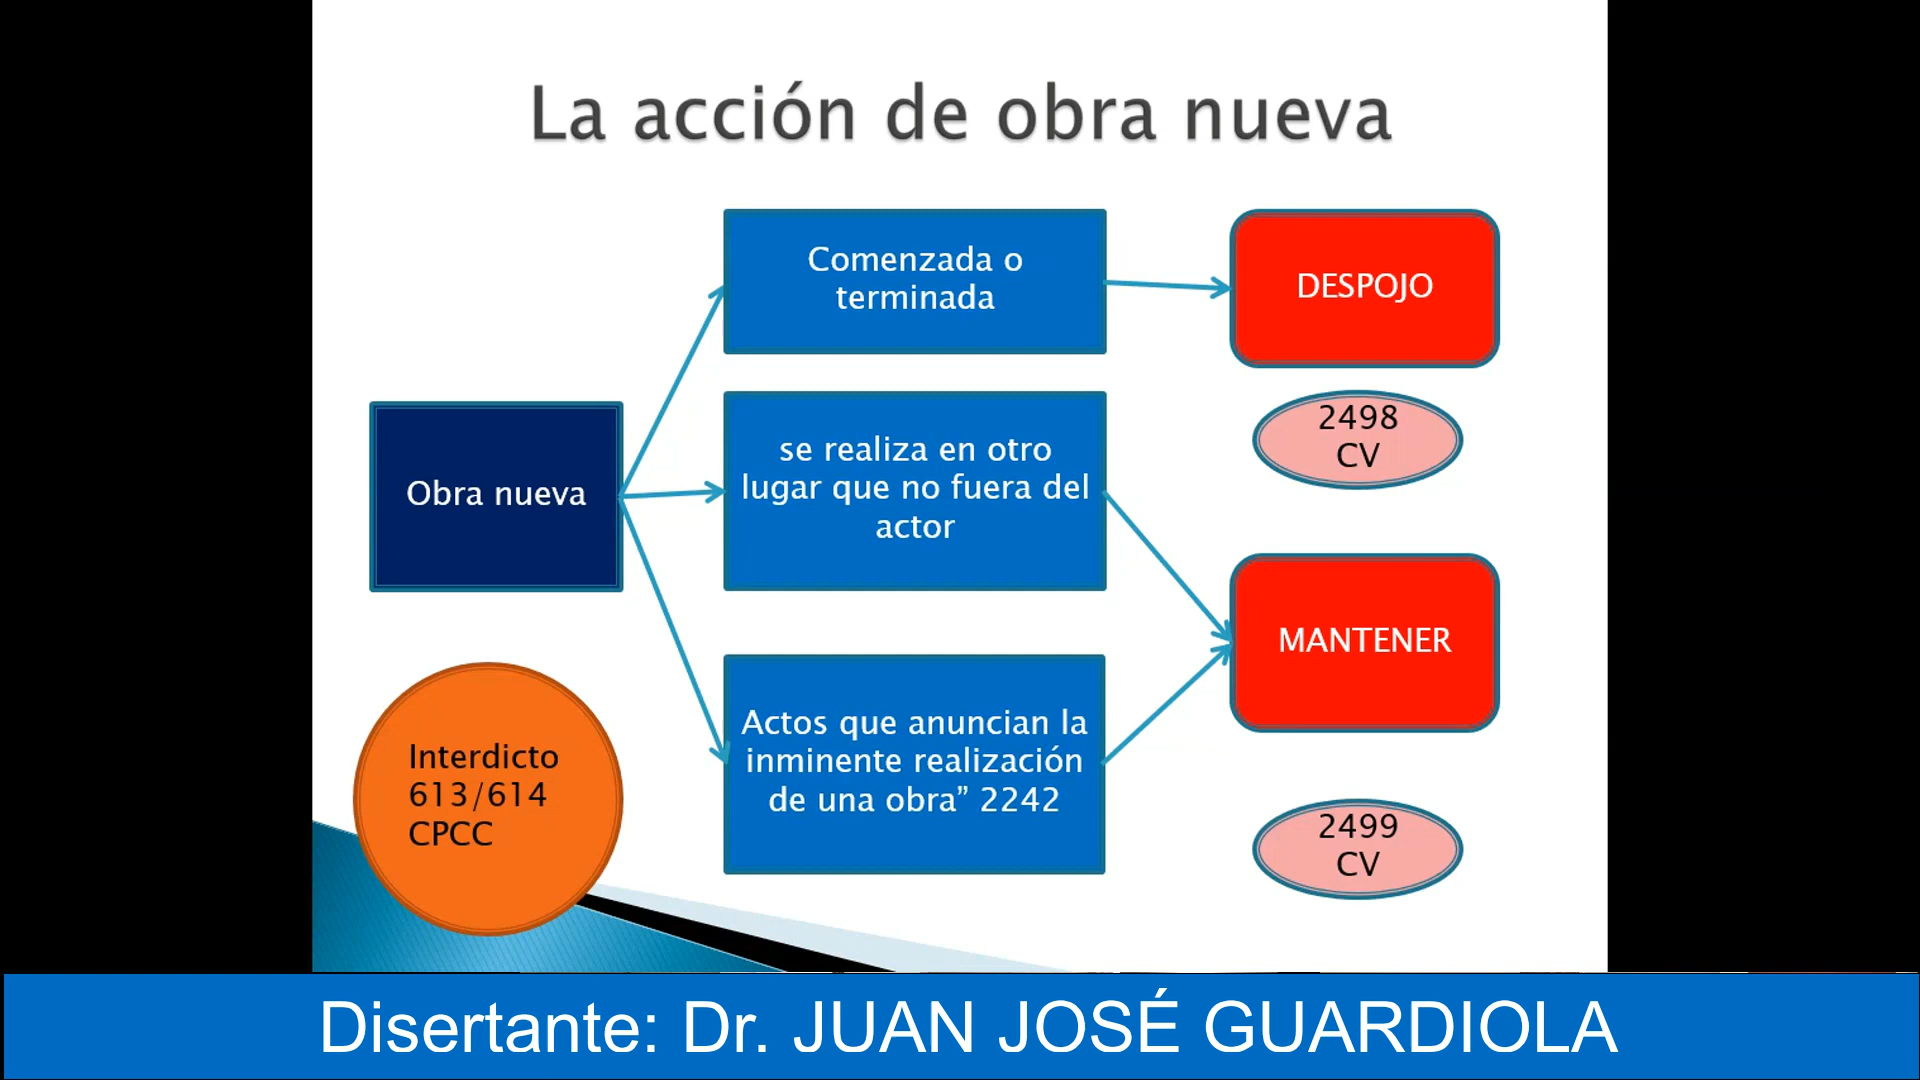 La acción de obra nueva
Comenzada o
terminada
DESPOJO
2498
CV
se realiza en otro
lugar que no fuera del
actor
Obra nueva
MANTENER
Actos que anuncian la
inminente realización
de una obra” 2242
Interdicto
613/614
CPCC
2499
CV
Disertante: Dr. JUAN JOSÉ GUARDIOLA